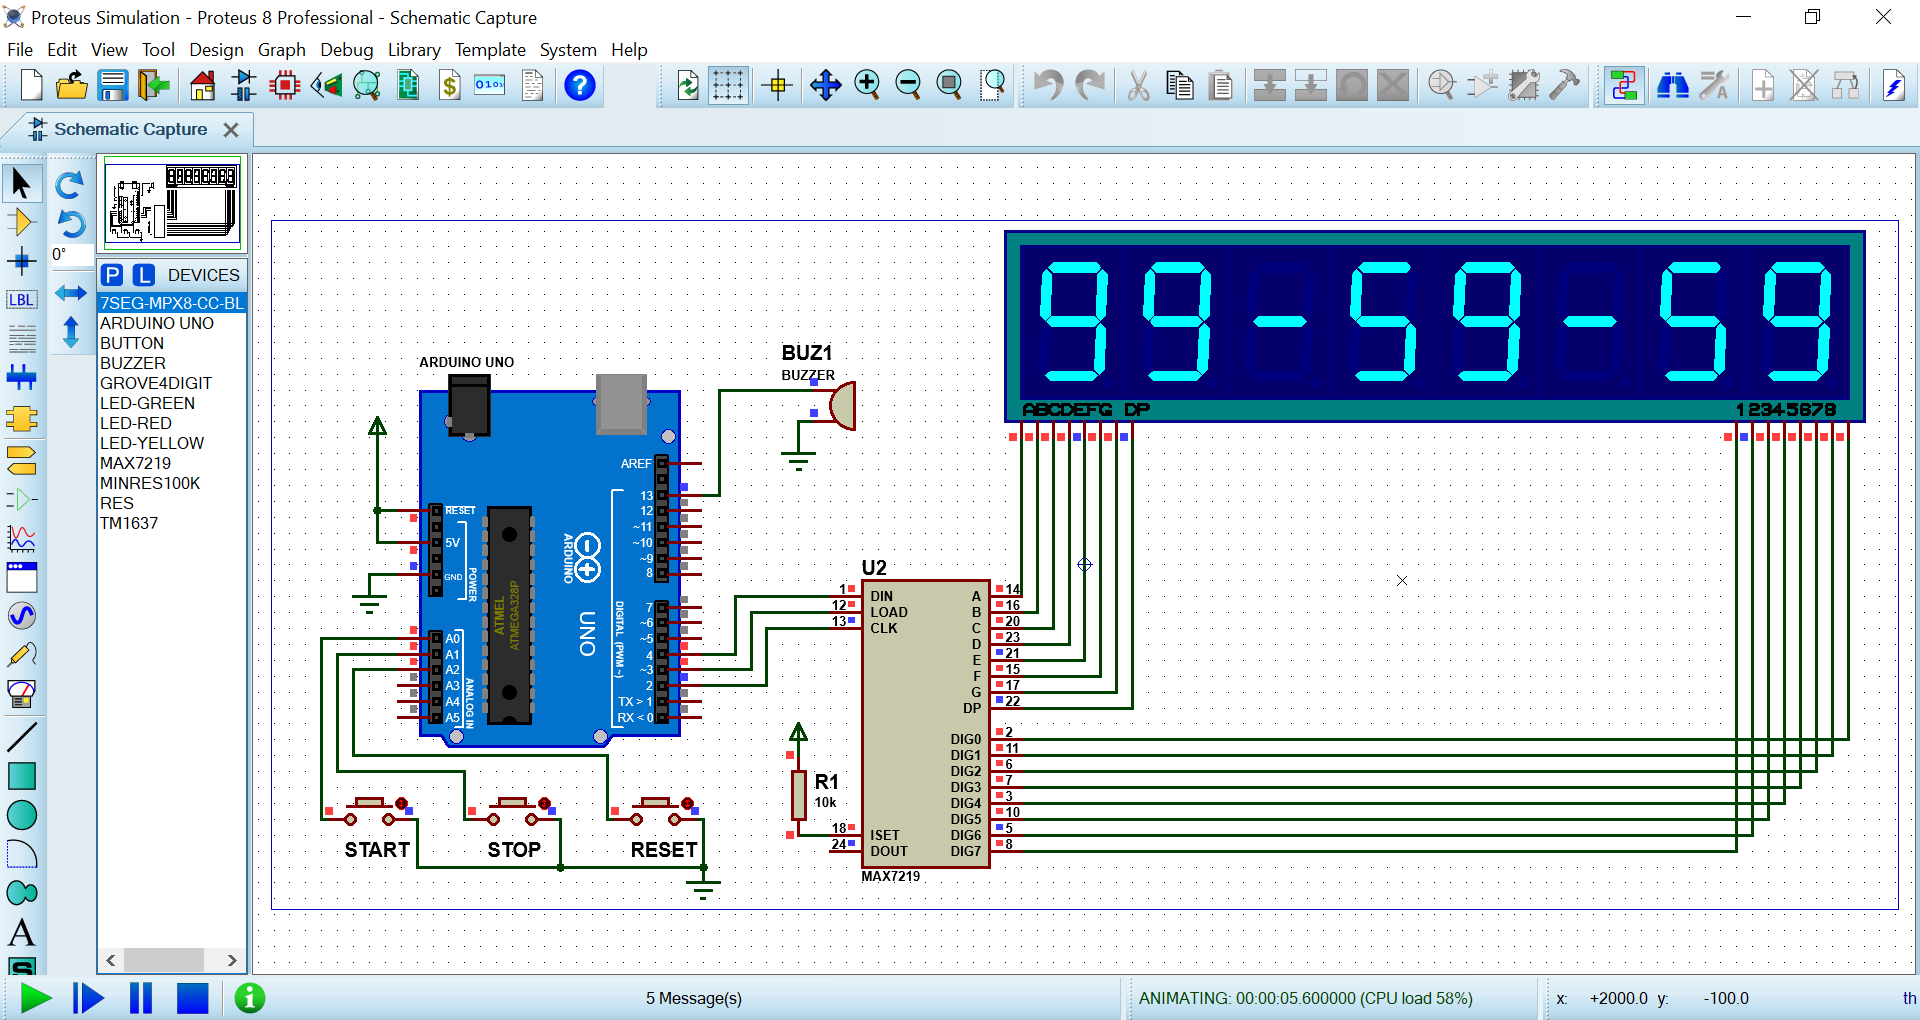 Proteus Simulation - Proteus 8 Professional - Schematic Capture
File Edit View Tool Design Graph Debug Library Template System Help
Schematic Capture
0°
LBL
P L DEVICES
7SEG-MPX8-CC-BL
ARDUINO UNO
BUTTON
BUZZER
GROVE4DIGIT
LED-GREEN
LED-RED
LED-YELLOW
MAX7219
MINRES100K
RES
TM1637
A
S
99-59-59
ABCDEFG DP
12345678
BUZ1
BUZZER
ARDUINO UNO
AREF
13
12
~11
~10
~9
8
7
~6
~5
4
~3
2
TX > 1
RX < 0
RESET
5V
GND
POWER
A0
A1
A2
A3
A4
A5
ANALOG IN
ATMEL
ATMEGA328P
ARDUINO
UNO
DIGITAL (PWM ~)
U2
1 DIN
12 LOAD
13 CLK
18 ISET
24 DOUT
A 14
B 16
C 20
D 23
E 21
F 15
G 17
DP 22
DIG0 2
DIG1 11
DIG2 6
DIG3 7
DIG4 3
DIG5 10
DIG6 5
DIG7 8
MAX7219
R1
10k
START
STOP
RESET
5 Message(s)
ANIMATING: 00:00:05.600000 (CPU load 58%)
x: +2000.0 y: -100.0 th